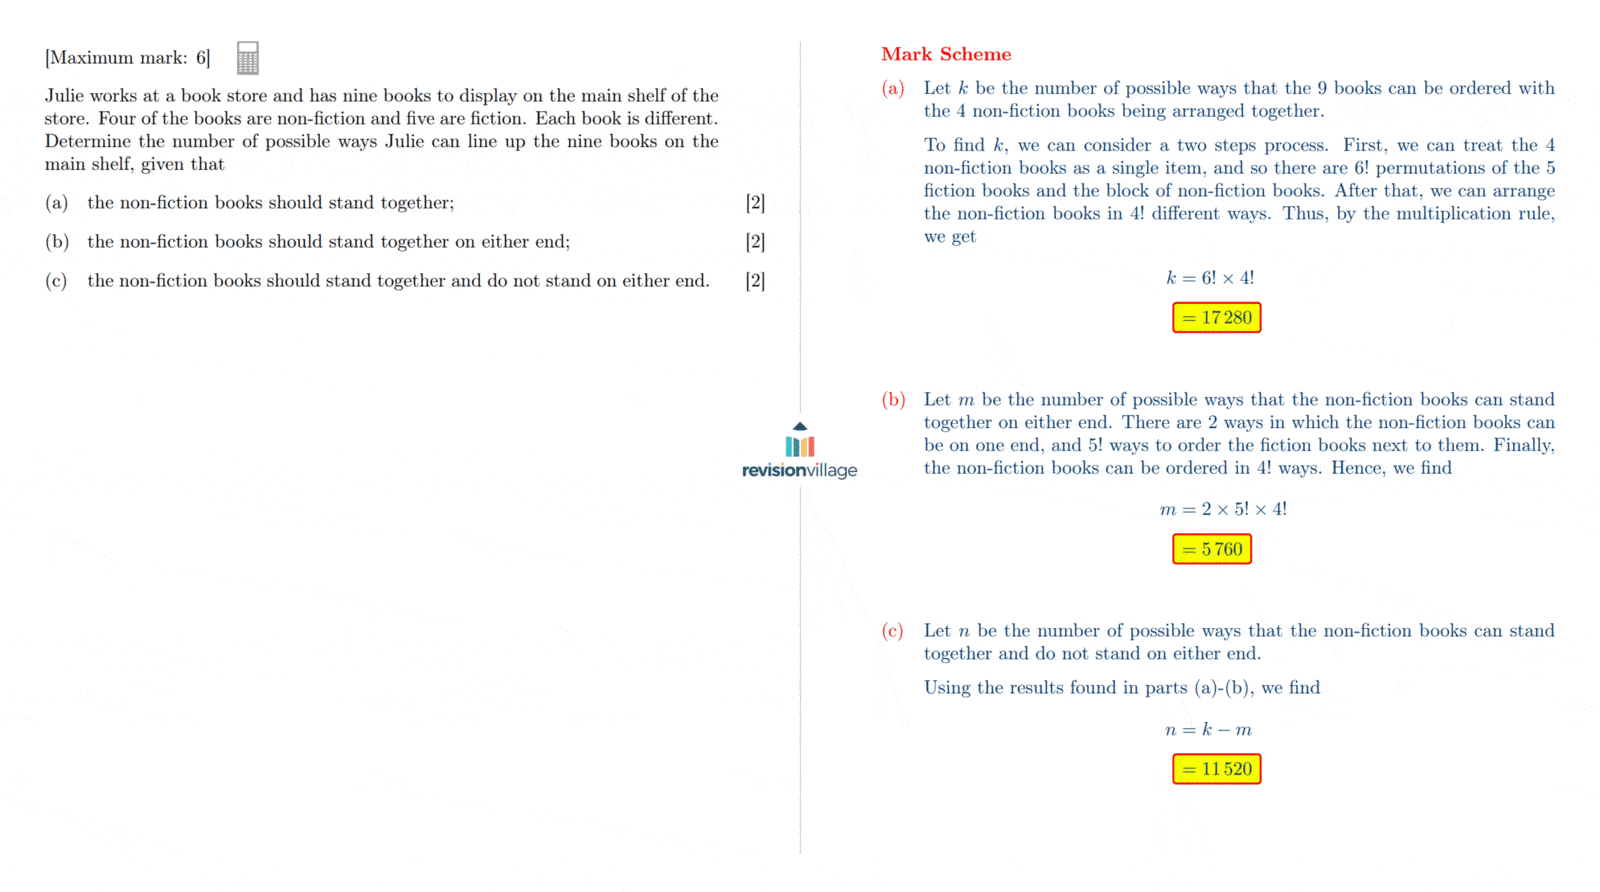 [Maximum mark: 6]
Julie works at a book store and has nine books to display on the main shelf of the
store. Four of the books are non-fiction and five are fiction. Each book is different.
Determine the number of possible ways Julie can line up the nine books on the
main shelf, given that
(a) the non-fiction books should stand together; [2]
(b) the non-fiction books should stand together on either end; [2]
(c) the non-fiction books should stand together and do not stand on either end. [2]
revisionvillage
Mark Scheme
(a) Let k be the number of possible ways that the 9 books can be ordered with
the 4 non-fiction books being arranged together.
To find k, we can consider a two steps process. First, we can treat the 4
non-fiction books as a single item, and so there are 6! permutations of the 5
fiction books and the block of non-fiction books. After that, we can arrange
the non-fiction books in 4! different ways. Thus, by the multiplication rule,
we get
k = 6! × 4!
= 17 280
(b) Let m be the number of possible ways that the non-fiction books can stand
together on either end. There are 2 ways in which the non-fiction books can
be on one end, and 5! ways to order the fiction books next to them. Finally,
the non-fiction books can be ordered in 4! ways. Hence, we find
m = 2 × 5! × 4!
= 5 760
(c) Let n be the number of possible ways that the non-fiction books can stand
together and do not stand on either end.
Using the results found in parts (a)-(b), we find
n = k − m
= 11 520